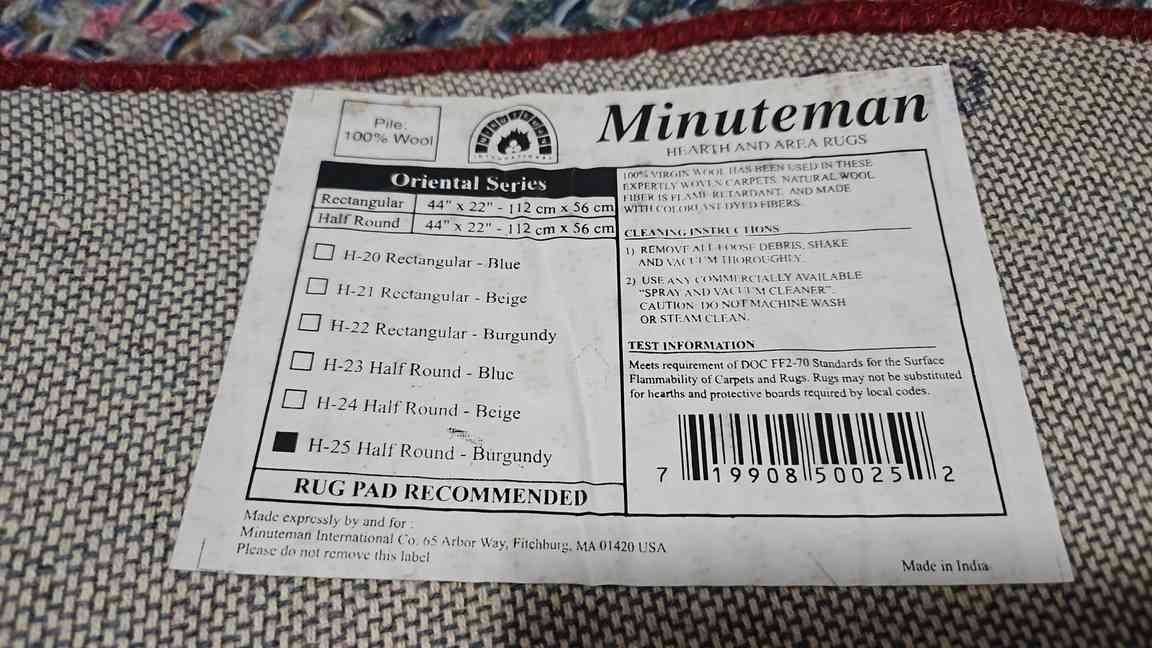 Pile:
100% Wool
MINUTEMAN
INTERNATIONAL
Minuteman
HEARTH AND AREA RUGS
Oriental Series
Rectangular 44" x 22" - 112 cm x 56 cm
Half Round 44" x 22" - 112 cm x 56 cm
H-20 Rectangular - Blue
H-21 Rectangular - Beige
H-22 Rectangular - Burgundy
H-23 Half Round - Blue
H-24 Half Round - Beige
H-25 Half Round - Burgundy
RUG PAD RECOMMENDED
100% VIRGIN WOOL HAS BEEN USED IN THESE
EXPERTLY WOVEN CARPETS. NATURAL WOOL
FIBER IS FLAME RETARDANT. AND MADE
WITH COLORFAST DYED FIBERS.
CLEANING INSTRUCTIONS
1) REMOVE ALL LOOSE DEBRIS, SHAKE
AND VACUUM THOROUGHLY.
2) USE ANY COMMERCIALLY AVAILABLE
"SPRAY AND VACUUM CLEANER".
CAUTION: DO NOT MACHINE WASH
OR STEAM CLEAN.
TEST INFORMATION
Meets requirement of DOC FF2-70 Standards for the Surface
Flammability of Carpets and Rugs. Rugs may not be substituted
for hearths and protective boards required by local codes.
7 19908 50025 2
Made expressly by and for :
Minuteman International Co. 65 Arbor Way, Fitchburg, MA 01420 USA
Please do not remove this label
Made in India